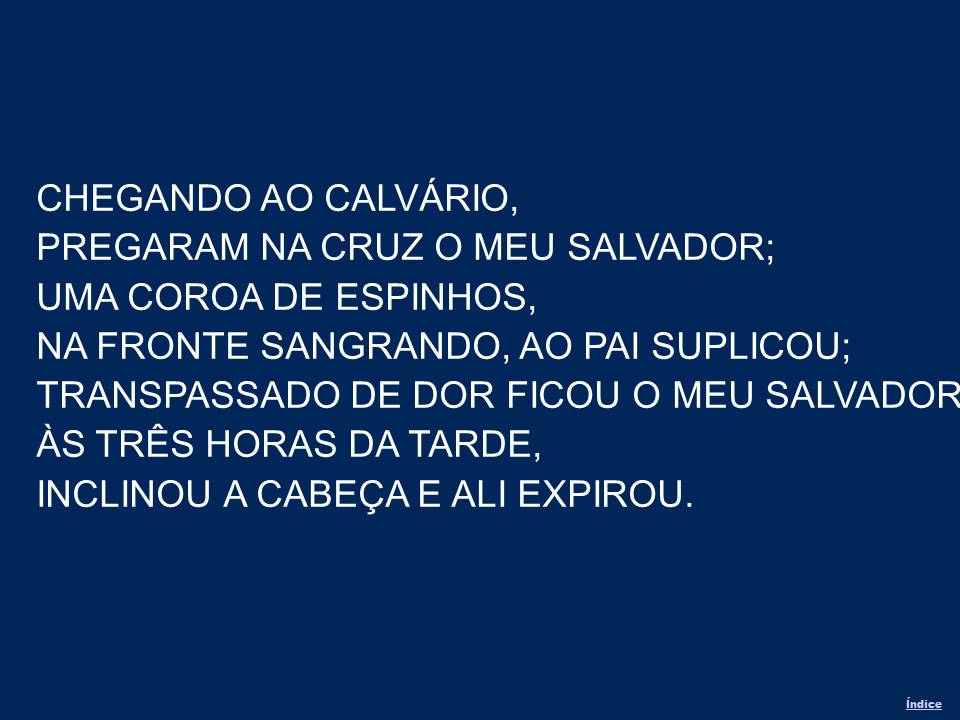 CHEGANDO AO CALVÁRIO,
PREGARAM NA CRUZ O MEU SALVADOR;
UMA COROA DE ESPINHOS,
NA FRONTE SANGRANDO, AO PAI SUPLICOU;
TRANSPASSADO DE DOR FICOU O MEU SALVADOR
ÀS TRÊS HORAS DA TARDE,
INCLINOU A CABEÇA E ALI EXPIROU.
Índice